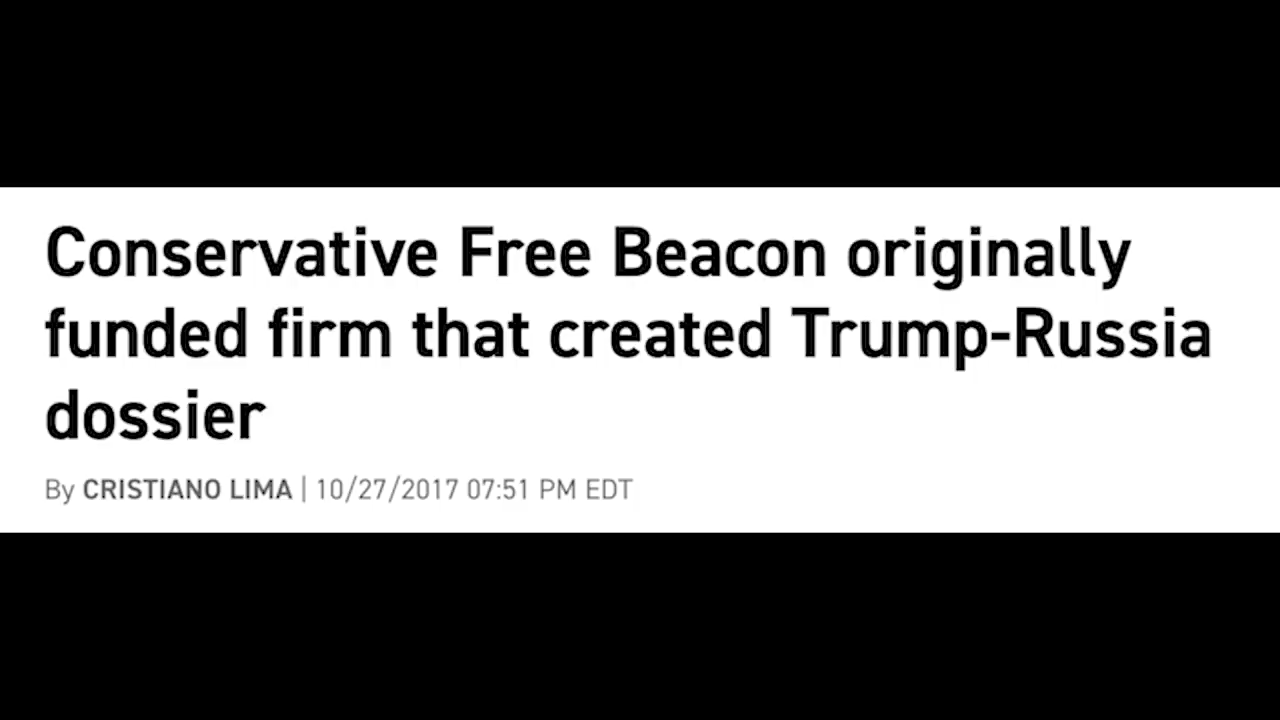 Conservative Free Beacon originally
funded firm that created Trump-Russia
dossier
By CRISTIANO LIMA | 10/27/2017 07:51 PM EDT